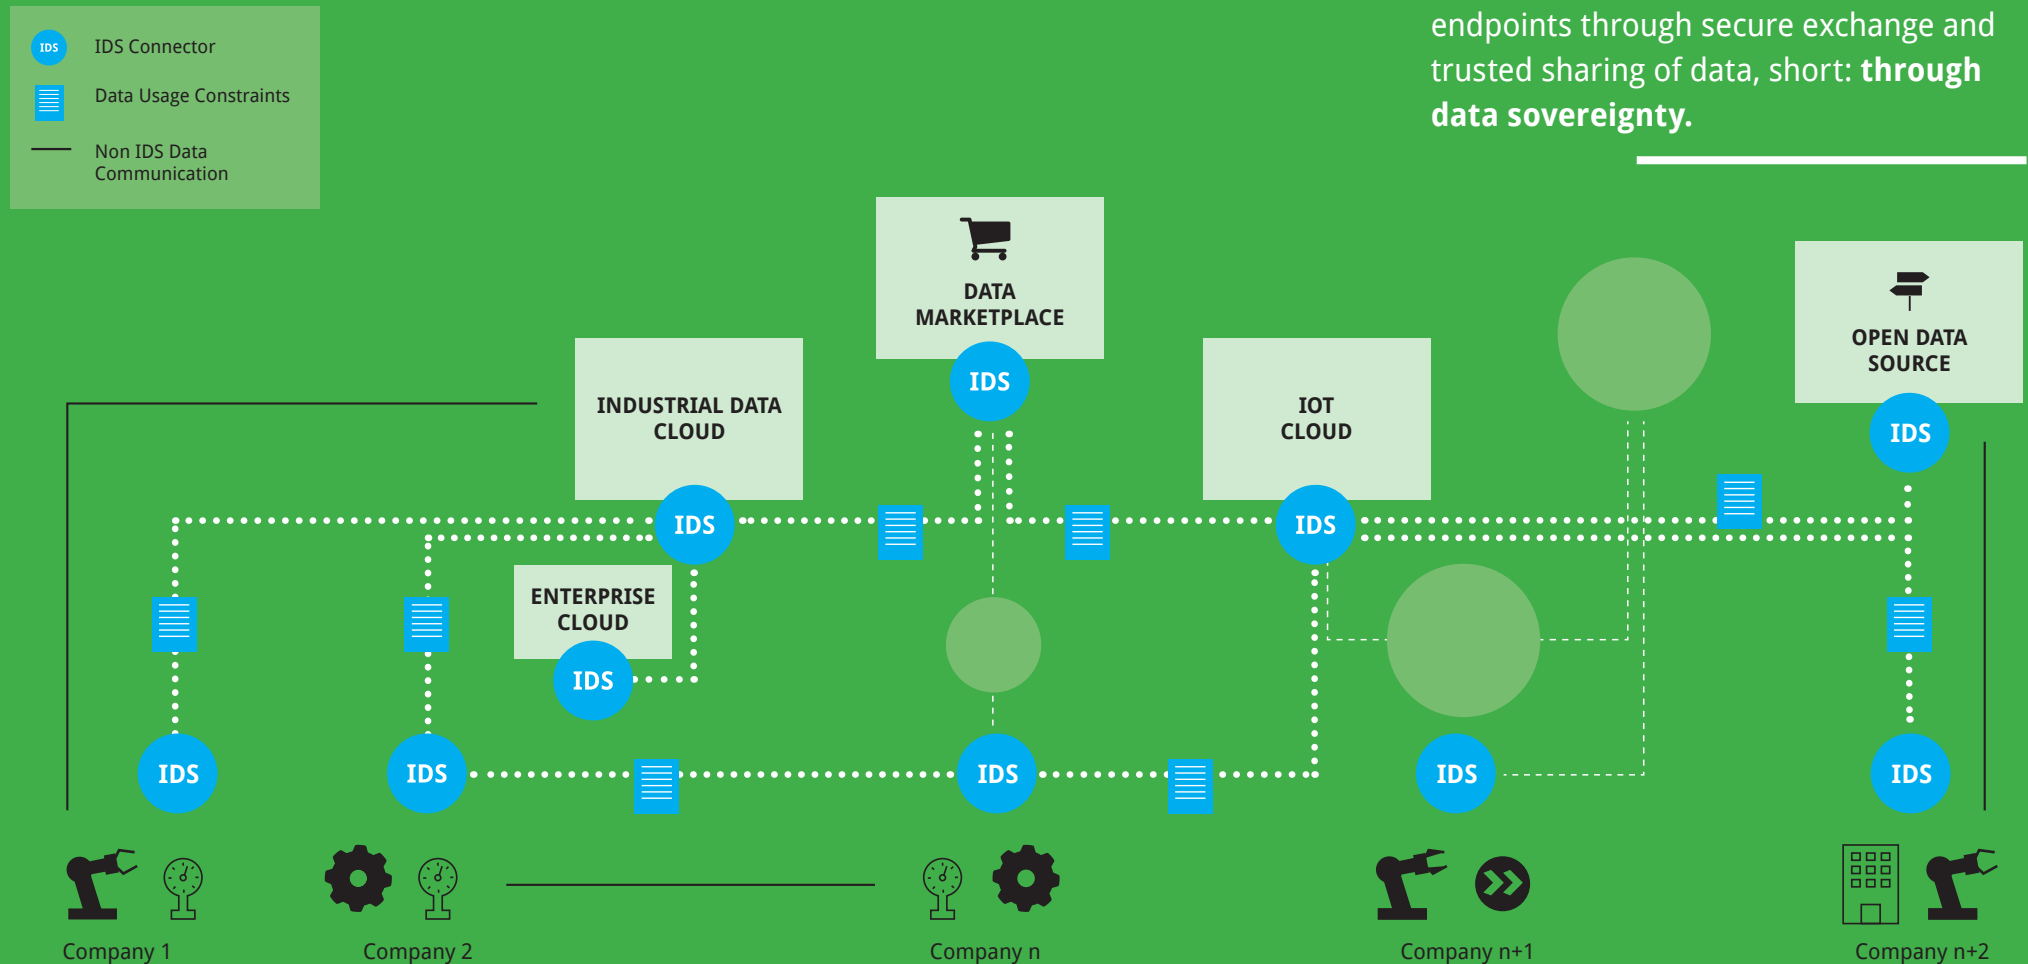 IDS
IDS Connector
Data Usage Constraints
Non IDS Data
Communication
endpoints through secure exchange and
trusted sharing of data, short: through
data sovereignty.
DATA
MARKETPLACE
IDS
OPEN DATA
SOURCE
IDS
INDUSTRIAL DATA
CLOUD
IDS
IOT
CLOUD
IDS
ENTERPRISE
CLOUD
IDS
IDS
IDS
IDS
IDS
IDS
Company 1
Company 2
Company n
Company n+1
Company n+2